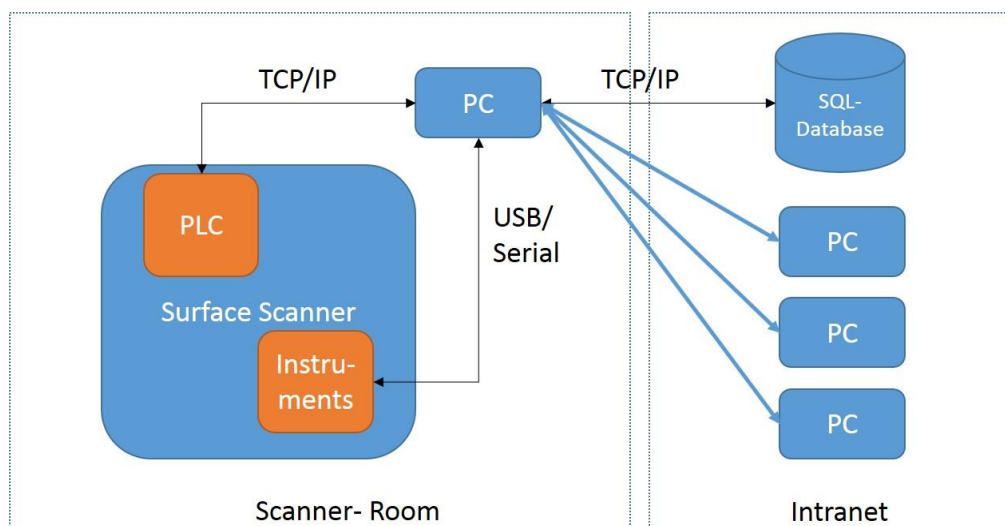 TCP/IP
PC
TCP/IP
SQL-
Database
PLC
USB/
Serial
PC
Surface Scanner
PC
Instru-
ments
PC
Scanner- Room
Intranet